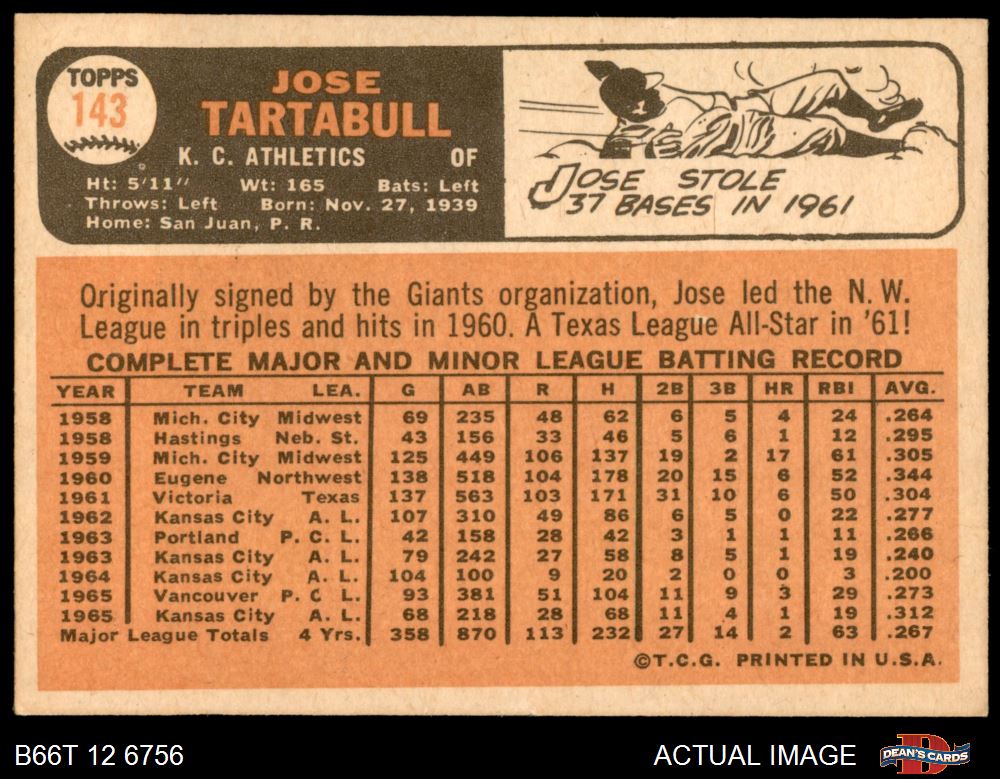 TOPPS
143
JOSE
TARTABULL
K. C. ATHLETICS OF
Ht: 5'11" Wt: 165 Bats: Left
Throws: Left Born: Nov. 27, 1939
Home: San Juan, P. R.
JOSE STOLE
37 BASES IN 1961
Originally signed by the Giants organization, Jose led the N. W.
League in triples and hits in 1960. A Texas League All-Star in '61!
COMPLETE MAJOR AND MINOR LEAGUE BATTING RECORD
YEAR TEAM LEA. G AB R H 2B 3B HR RBI AVG.
1958 Mich. City Midwest 69 235 48 62 6 5 4 24 .264
1958 Hastings Neb. St. 43 156 33 46 5 6 1 12 .295
1959 Mich. City Midwest 125 449 106 137 19 2 17 61 .305
1960 Eugene Northwest 138 518 104 178 20 15 6 52 .344
1961 Victoria Texas 137 563 103 171 31 10 6 50 .304
1962 Kansas City A. L. 107 310 49 86 6 5 0 22 .277
1963 Portland P. C. L. 42 158 28 42 3 1 1 11 .266
1963 Kansas City A. L. 79 242 27 58 8 5 1 19 .240
1964 Kansas City A. L. 104 100 9 20 2 0 0 3 .200
1965 Vancouver P. C L. 93 381 51 104 11 9 3 29 .273
1965 Kansas City A. L. 68 218 28 68 11 4 1 19 .312
Major League Totals 4 Yrs. 358 870 113 232 27 14 2 63 .267
©T.C.G. PRINTED IN U.S.A.
B66T 12 6756 ACTUAL IMAGE DEAN'S CARDS